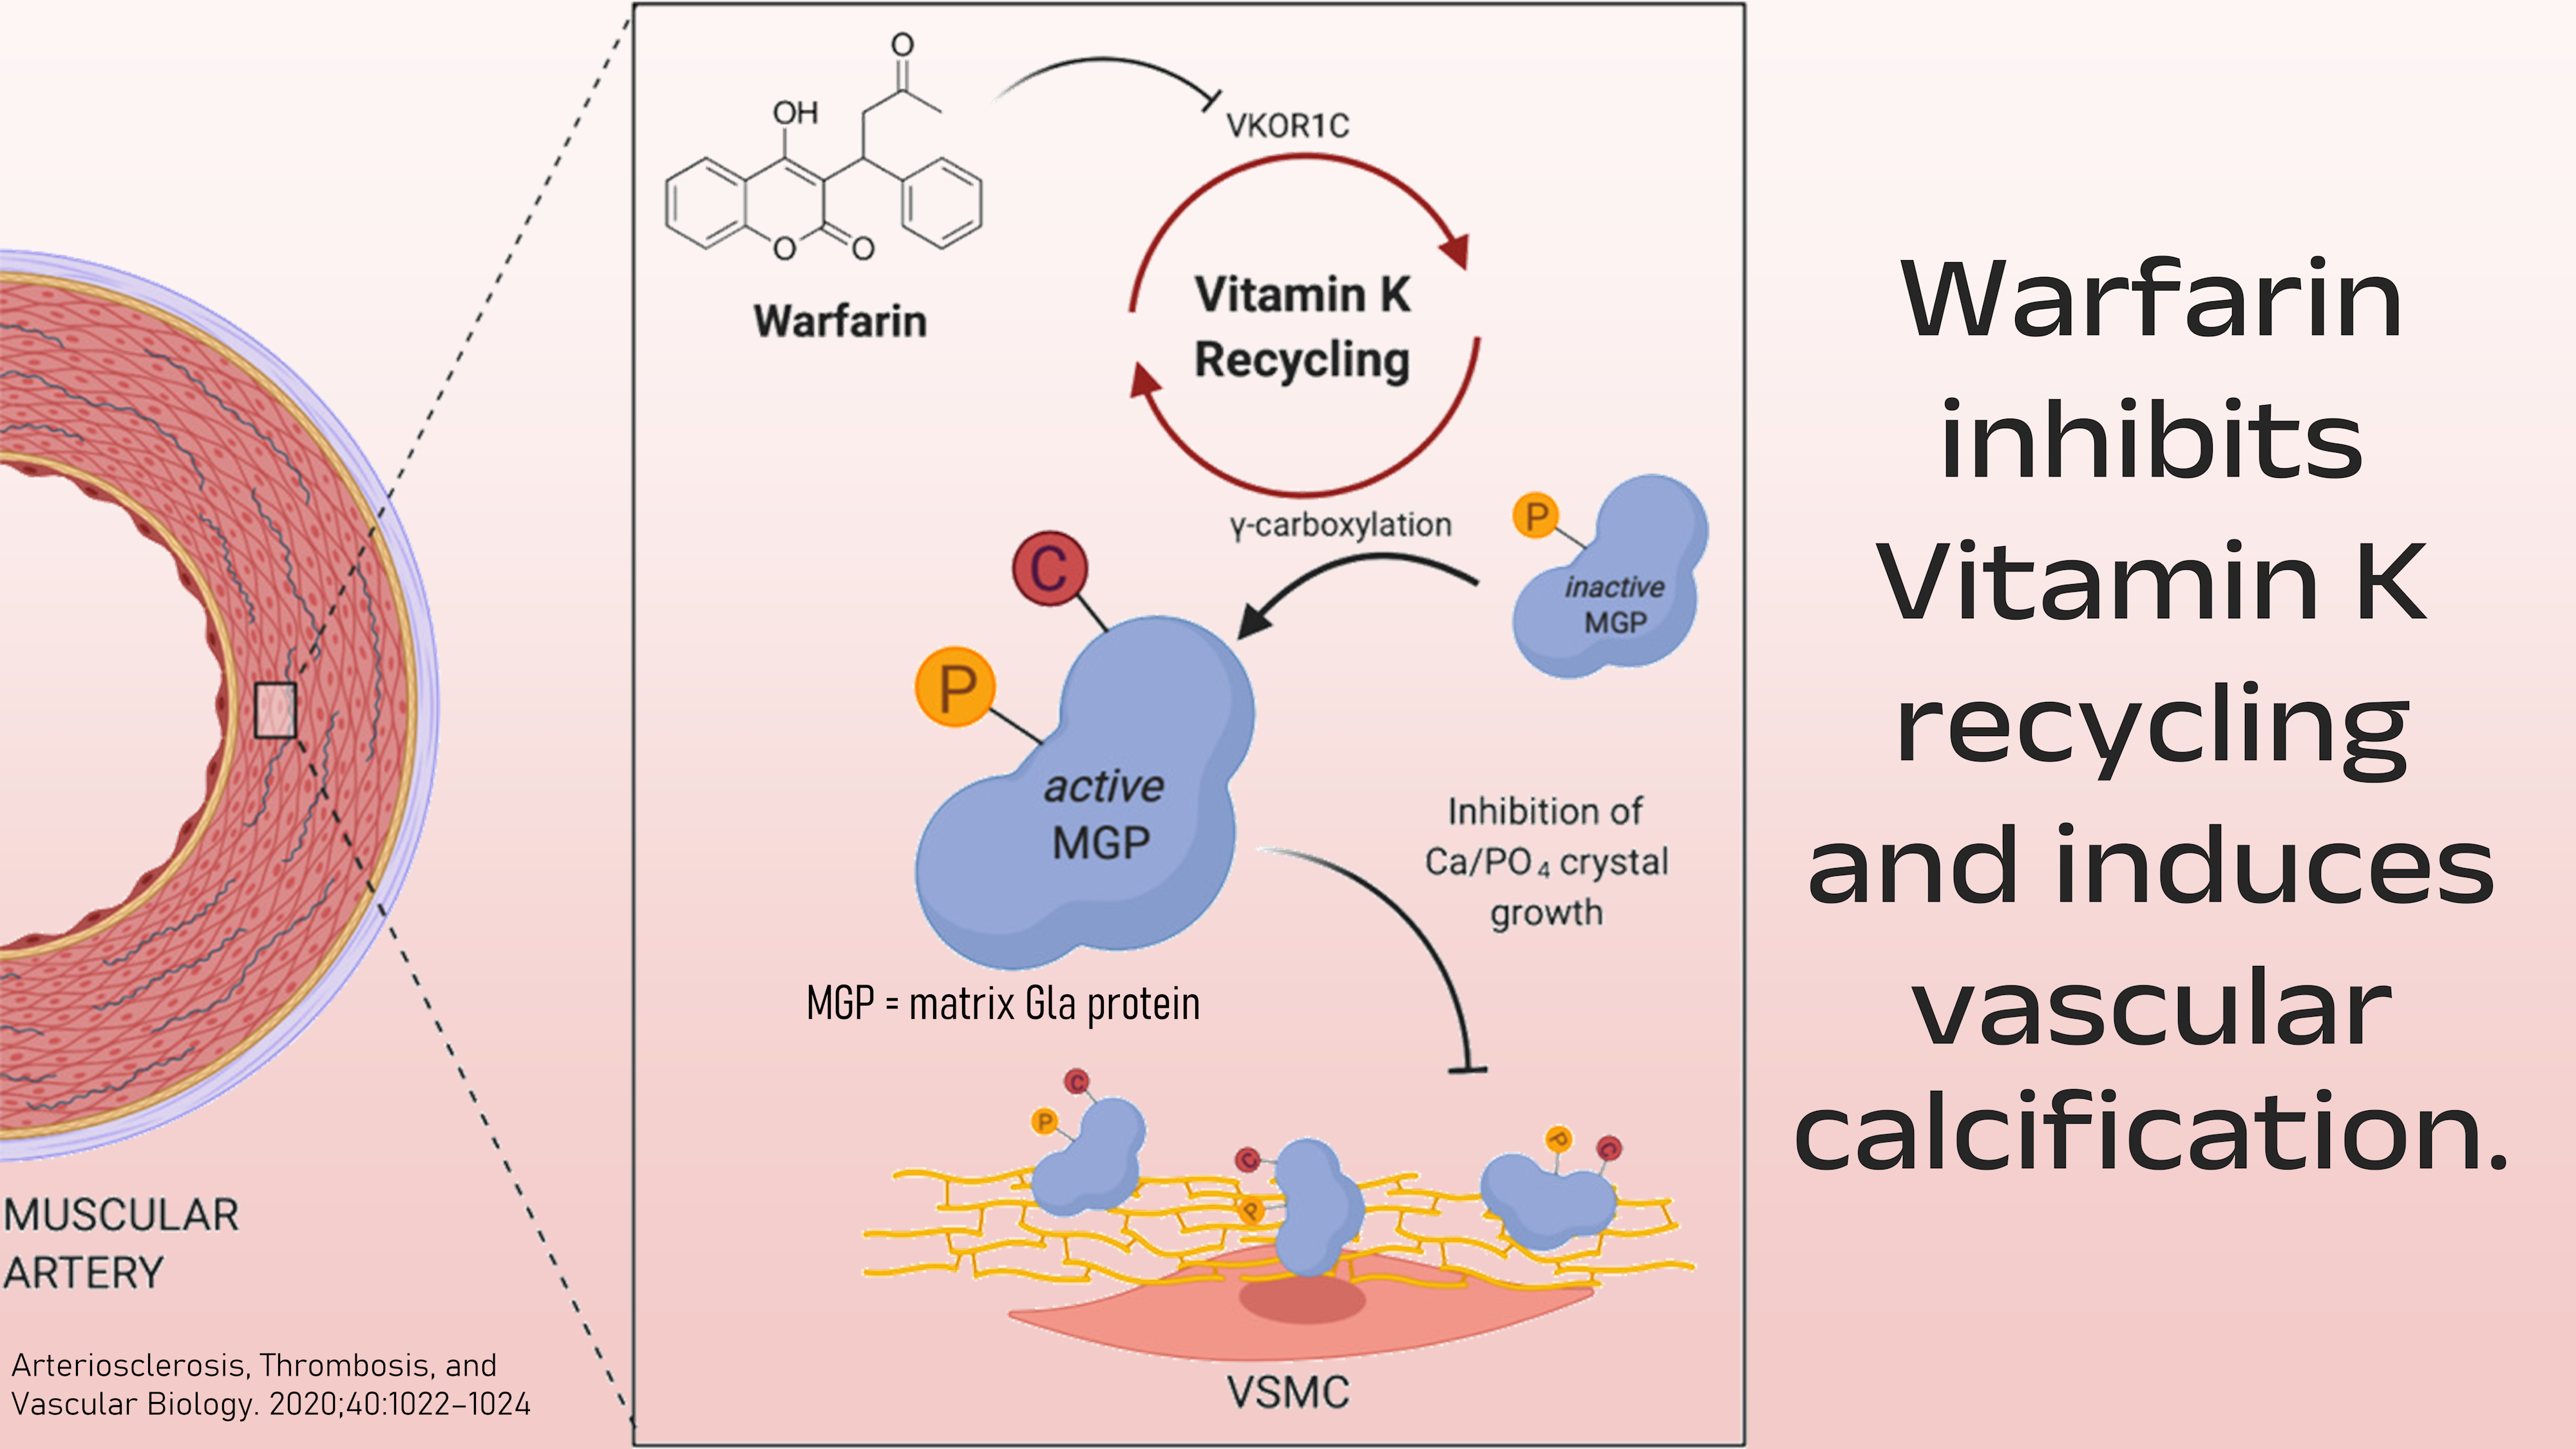 O
OH
O
O
Warfarin
VKOR1C
Vitamin K
Recycling
γ-carboxylation
P
inactive
MGP
C
P
active
MGP
Inhibition of
Ca/PO₄ crystal
growth
MGP = matrix Gla protein
C
P
C
P
P
C
VSMC
MUSCULAR
ARTERY
Arteriosclerosis, Thrombosis, and
Vascular Biology. 2020;40:1022–1024
Warfarin
inhibits
Vitamin K
recycling
and induces
vascular
calcification.